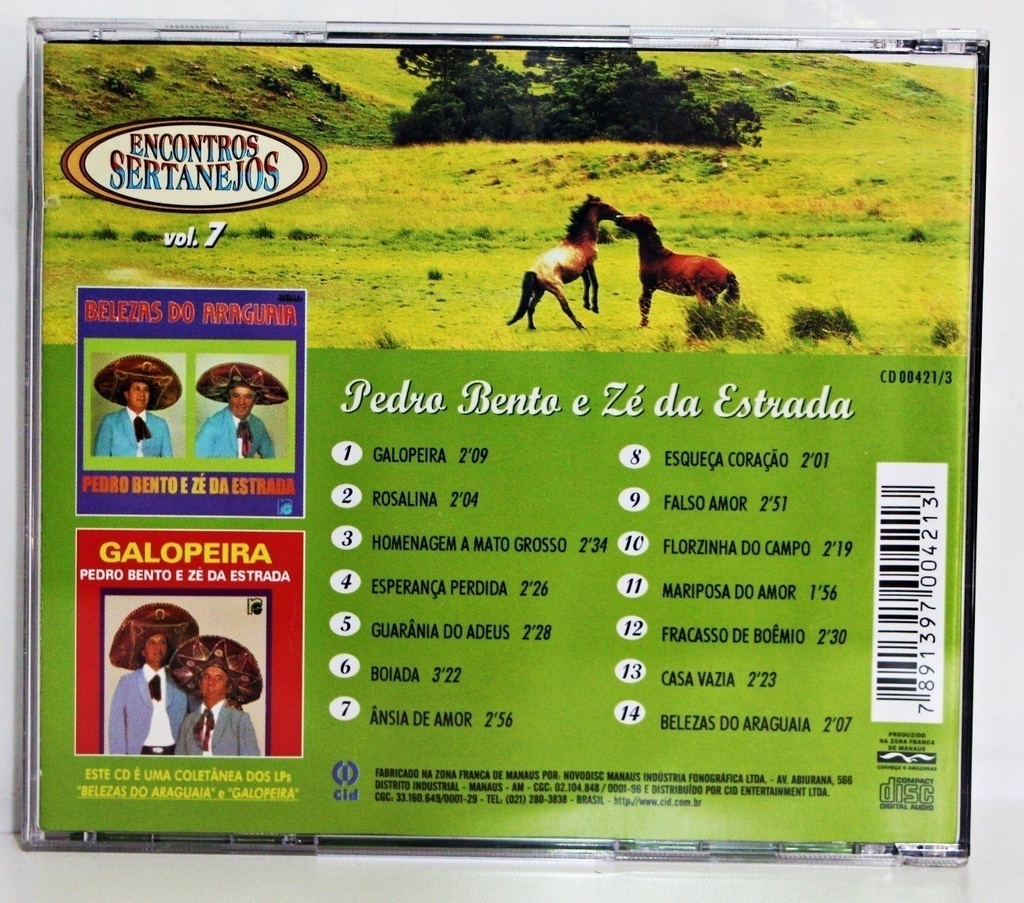 ENCONTROS
SERTANEJOS
vol. 7
BELEZAS DO ARAGUAIA
PEDRO BENTO E ZÉ DA ESTRADA
GALOPEIRA
PEDRO BENTO E ZÉ DA ESTRADA
ESTE CD É UMA COLETÂNEA DOS LPs
"BELEZAS DO ARAGUAIA" e "GALOPEIRA"
CD 00421/3
Pedro Bento e Zé da Estrada
1 GALOPEIRA 2'09
2 ROSALINA 2'04
3 HOMENAGEM A MATO GROSSO 2'34
4 ESPERANÇA PERDIDA 2'26
5 GUARÂNIA DO ADEUS 2'28
6 BOIADA 3'22
7 ÂNSIA DE AMOR 2'56
8 ESQUEÇA CORAÇÃO 2'01
9 FALSO AMOR 2'51
10 FLORZINHA DO CAMPO 2'19
11 MARIPOSA DO AMOR 1'56
12 FRACASSO DE BOÊMIO 2'30
13 CASA VAZIA 2'23
14 BELEZAS DO ARAGUAIA 2'07
7 891397 004213
PRODUZIDO
NA ZONA FRANCA
DE MANAUS
CONHEÇA O AMAZONAS
COMPACT
disc
DIGITAL AUDIO
cid
FABRICADO NA ZONA FRANCA DE MANAUS POR: NOVODISC MANAUS INDÚSTRIA FONOGRÁFICA LTDA. - AV. ABIURANA, 566
DISTRITO INDUSTRIAL - MANAUS - AM - CGC: 02.104.848 / 0001-96 E DISTRIBUÍDO POR CID ENTERTAINMENT LTDA.
CGC: 33.160.649/0001-29 - TEL: (021) 280-3838 - BRASIL - http://www.cid.com.br